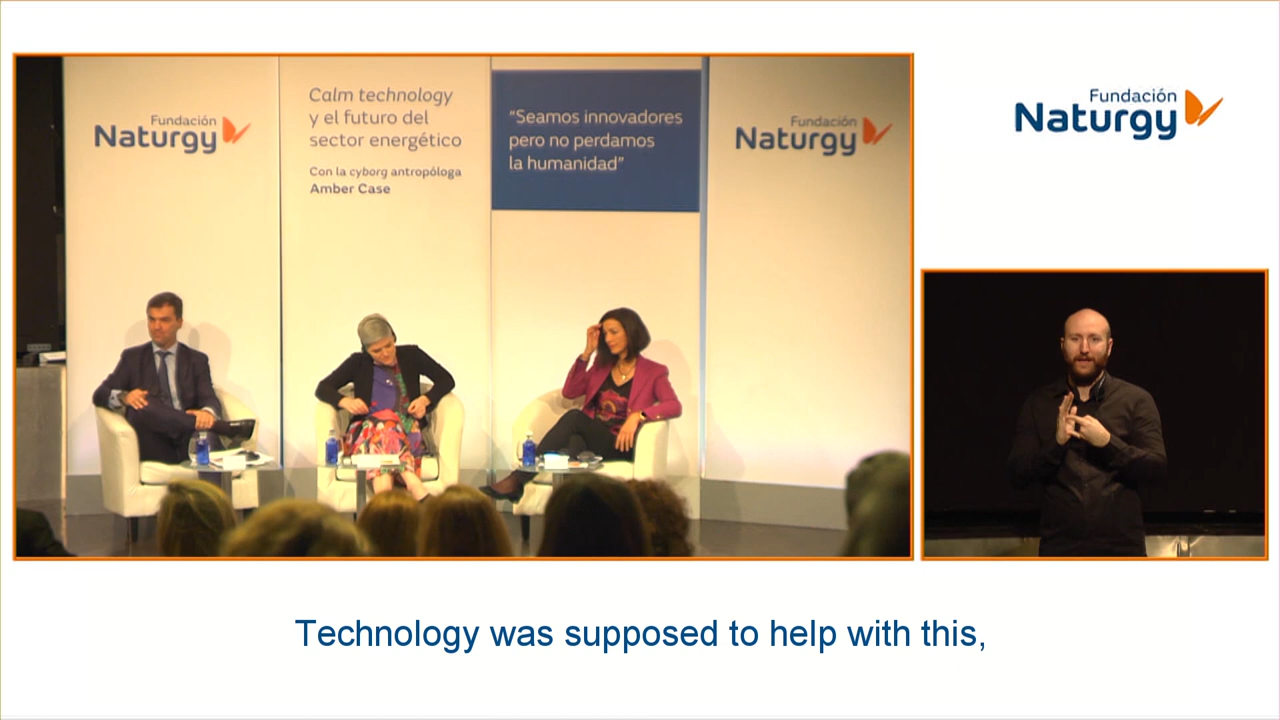 Fundación
Naturgy
Calm technology
y el futuro del
sector energético
Con la cyborg antropóloga
Amber Case
"Seamos innovadores
pero no perdamos
la humanidad"
Fundación
Naturgy
Fundación
Naturgy
Technology was supposed to help with this,